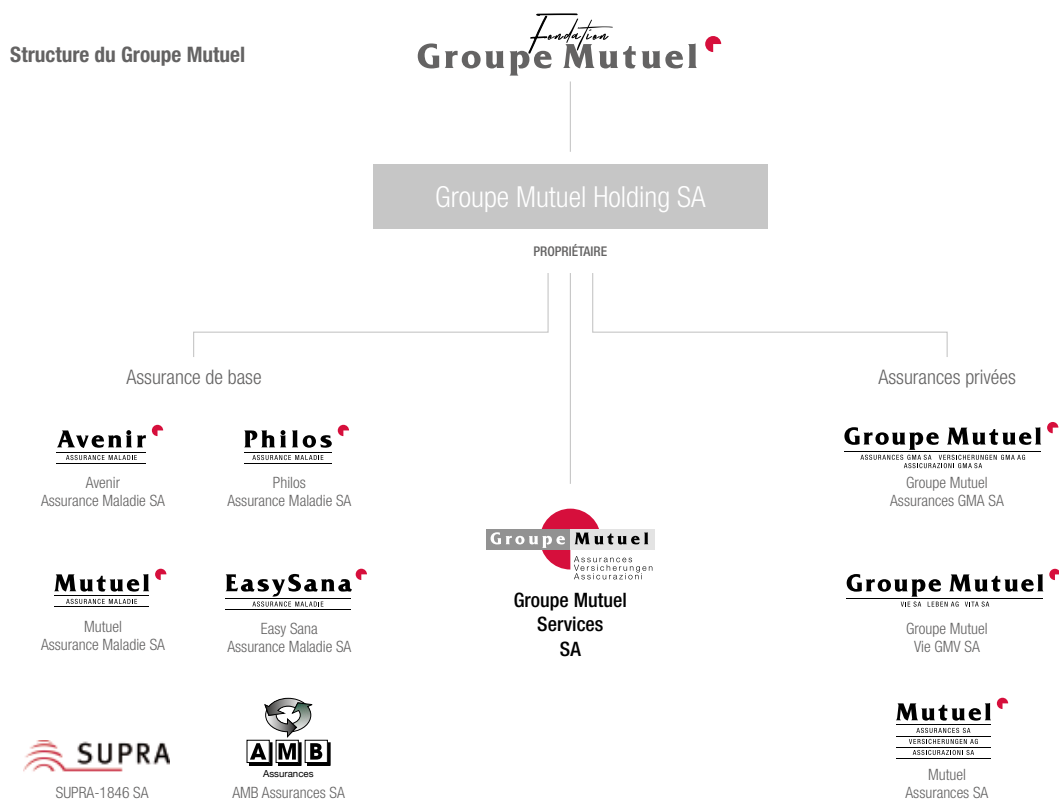 Structure du Groupe Mutuel
Fondation
Groupe Mutuel
Groupe Mutuel Holding SA
PROPRIÉTAIRE
Assurance de base
Avenir
ASSURANCE MALADIE
Avenir
Assurance Maladie SA
Philos
ASSURANCE MALADIE
Philos
Assurance Maladie SA
Mutuel
ASSURANCE MALADIE
Mutuel
Assurance Maladie SA
EasySana
ASSURANCE MALADIE
Easy Sana
Assurance Maladie SA
SUPRA
SUPRA-1846 SA
AMB
Assurances
AMB Assurances SA
Groupe Mutuel
Assurances
Versicherungen
Assicurazioni
Groupe Mutuel
Services
SA
Assurances privées
Groupe Mutuel
ASSURANCES GMA SA VERSICHERUNGEN GMA AG
ASSICURAZIONI GMA SA
Groupe Mutuel
Assurances GMA SA
Groupe Mutuel
VIE SA LEBEN AG VITA SA
Groupe Mutuel
Vie GMV SA
Mutuel
ASSURANCES SA
VERSICHERUNGEN AG
ASSICURAZIONI SA
Mutuel
Assurances SA